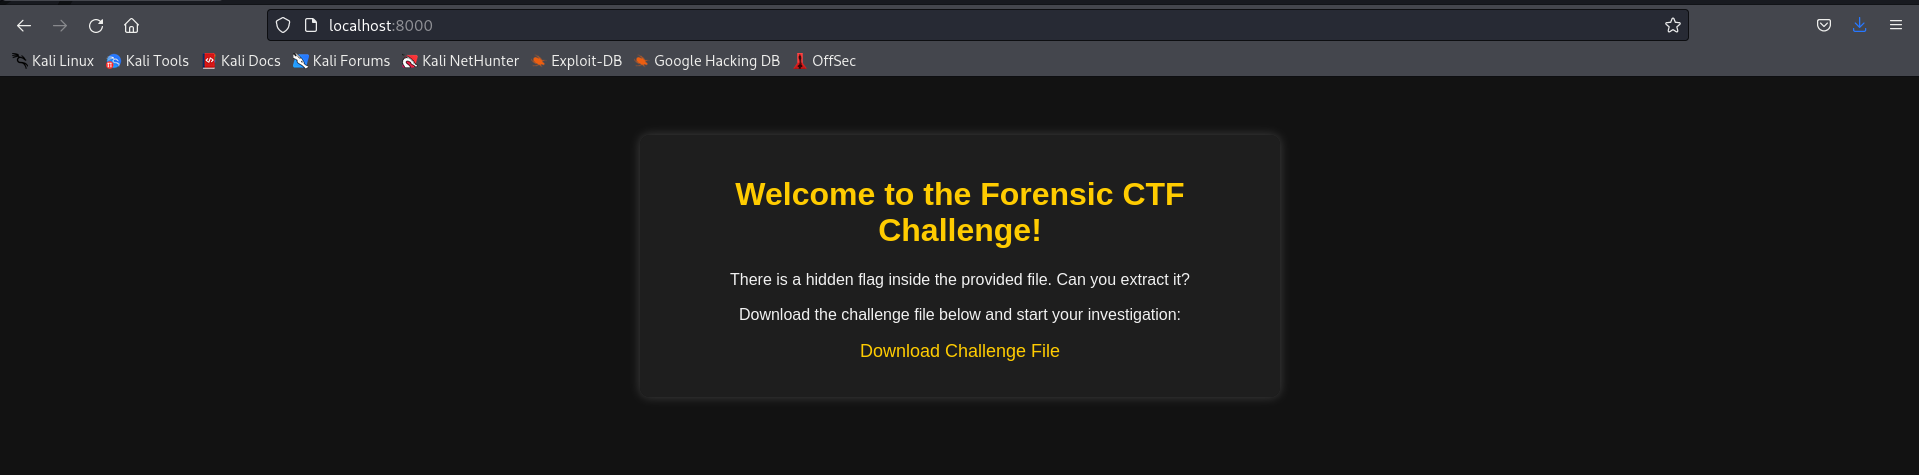 localhost:8000
Kali Linux Kali Tools Kali Docs Kali Forums Kali NetHunter Exploit-DB Google Hacking DB OffSec
Welcome to the Forensic CTF
Challenge!
There is a hidden flag inside the provided file. Can you extract it?
Download the challenge file below and start your investigation:
Download Challenge File